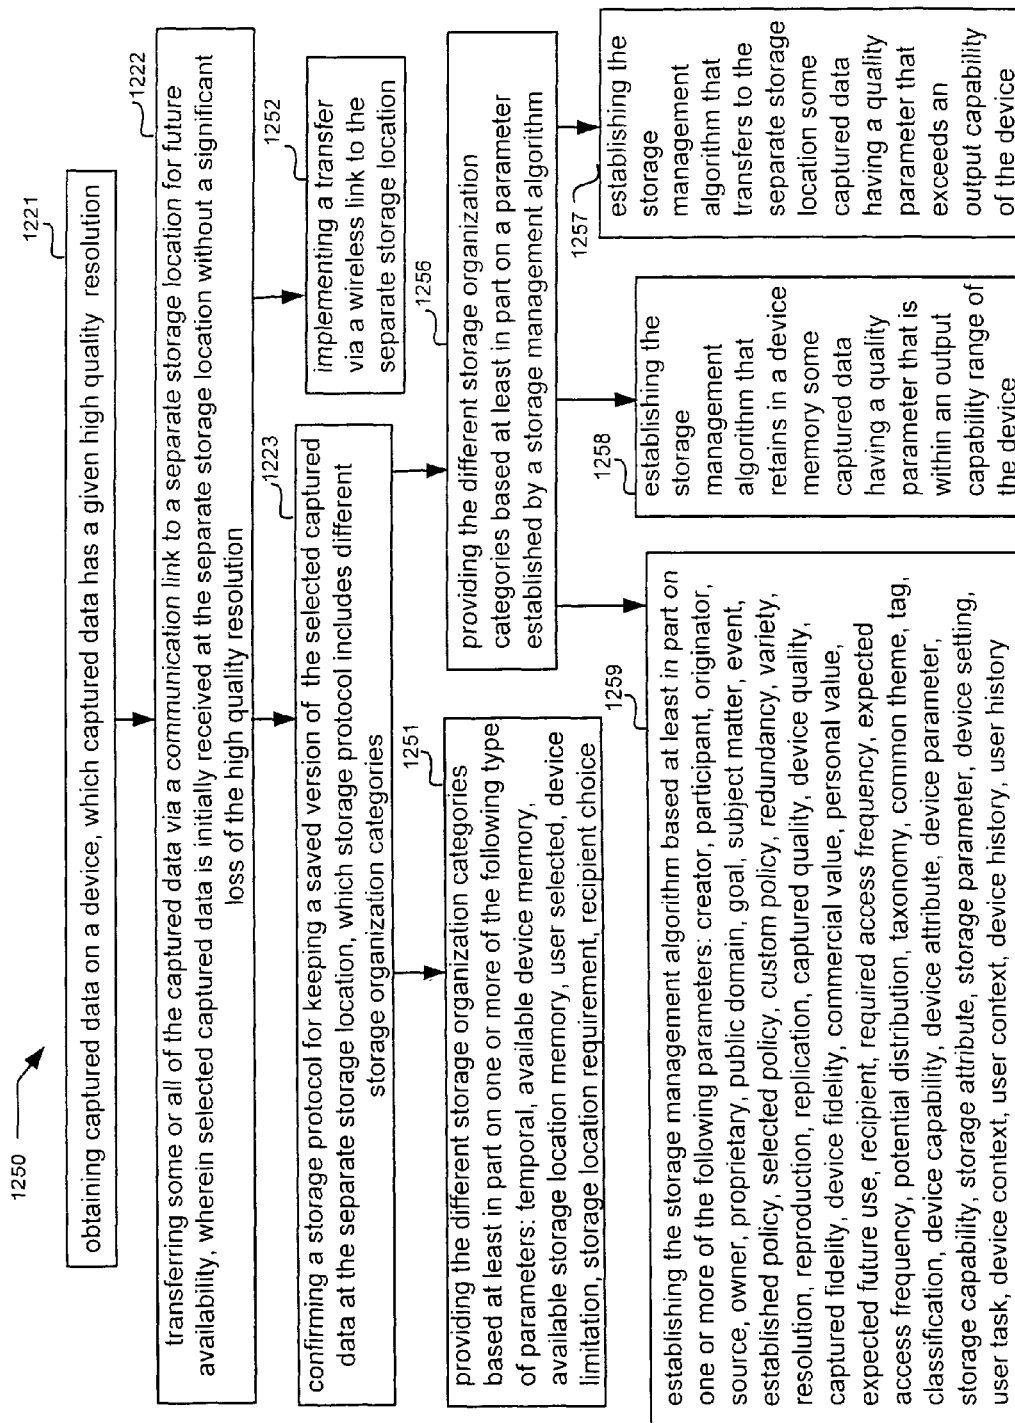 1250
1221
obtaining captured data on a device, which captured data has a given high quality resolution
1222
transferring some or all of the captured data via a communication link to a separate storage location for future
availability, wherein selected captured data is initially received at the separate storage location without a significant
loss of the high quality resolution
1223
confirming a storage protocol for keeping a saved version of the selected captured
data at the separate storage location, which storage protocol includes different
storage organization categories
1252
implementing a transfer
via a wireless link to the
separate storage location
1251
providing the different storage organization categories
based at least in part on one or more of the following type
of parameters: temporal, available device memory,
available storage location memory, user selected, device
limitation, storage location requirement, recipient choice
1256
providing the different storage organization
categories based at least in part on a parameter
established by a storage management algorithm
1259
establishing the storage management algorithm based at least in part on
one or more of the following parameters: creator, participant, originator,
source, owner, proprietary, public domain, goal, subject matter, event,
established policy, selected policy, custom policy, redundancy, variety,
resolution, reproduction, replication, captured quality, device quality,
captured fidelity, device fidelity, commercial value, personal value,
expected future use, recipient, required access frequency, expected
access frequency, potential distribution, taxonomy, common theme, tag,
classification, device capability, device attribute, device parameter,
storage capability, storage attribute, storage parameter, device setting,
user task, device context, user context, device history, user history
1258
establishing the
storage
management
algorithm that
retains in a device
memory some
captured data
having a quality
parameter that is
within an output
capability range of
the device
1257
establishing the
storage
management
algorithm that
transfers to the
separate storage
location some
captured data
having a quality
parameter that
exceeds an
output capability
of the device